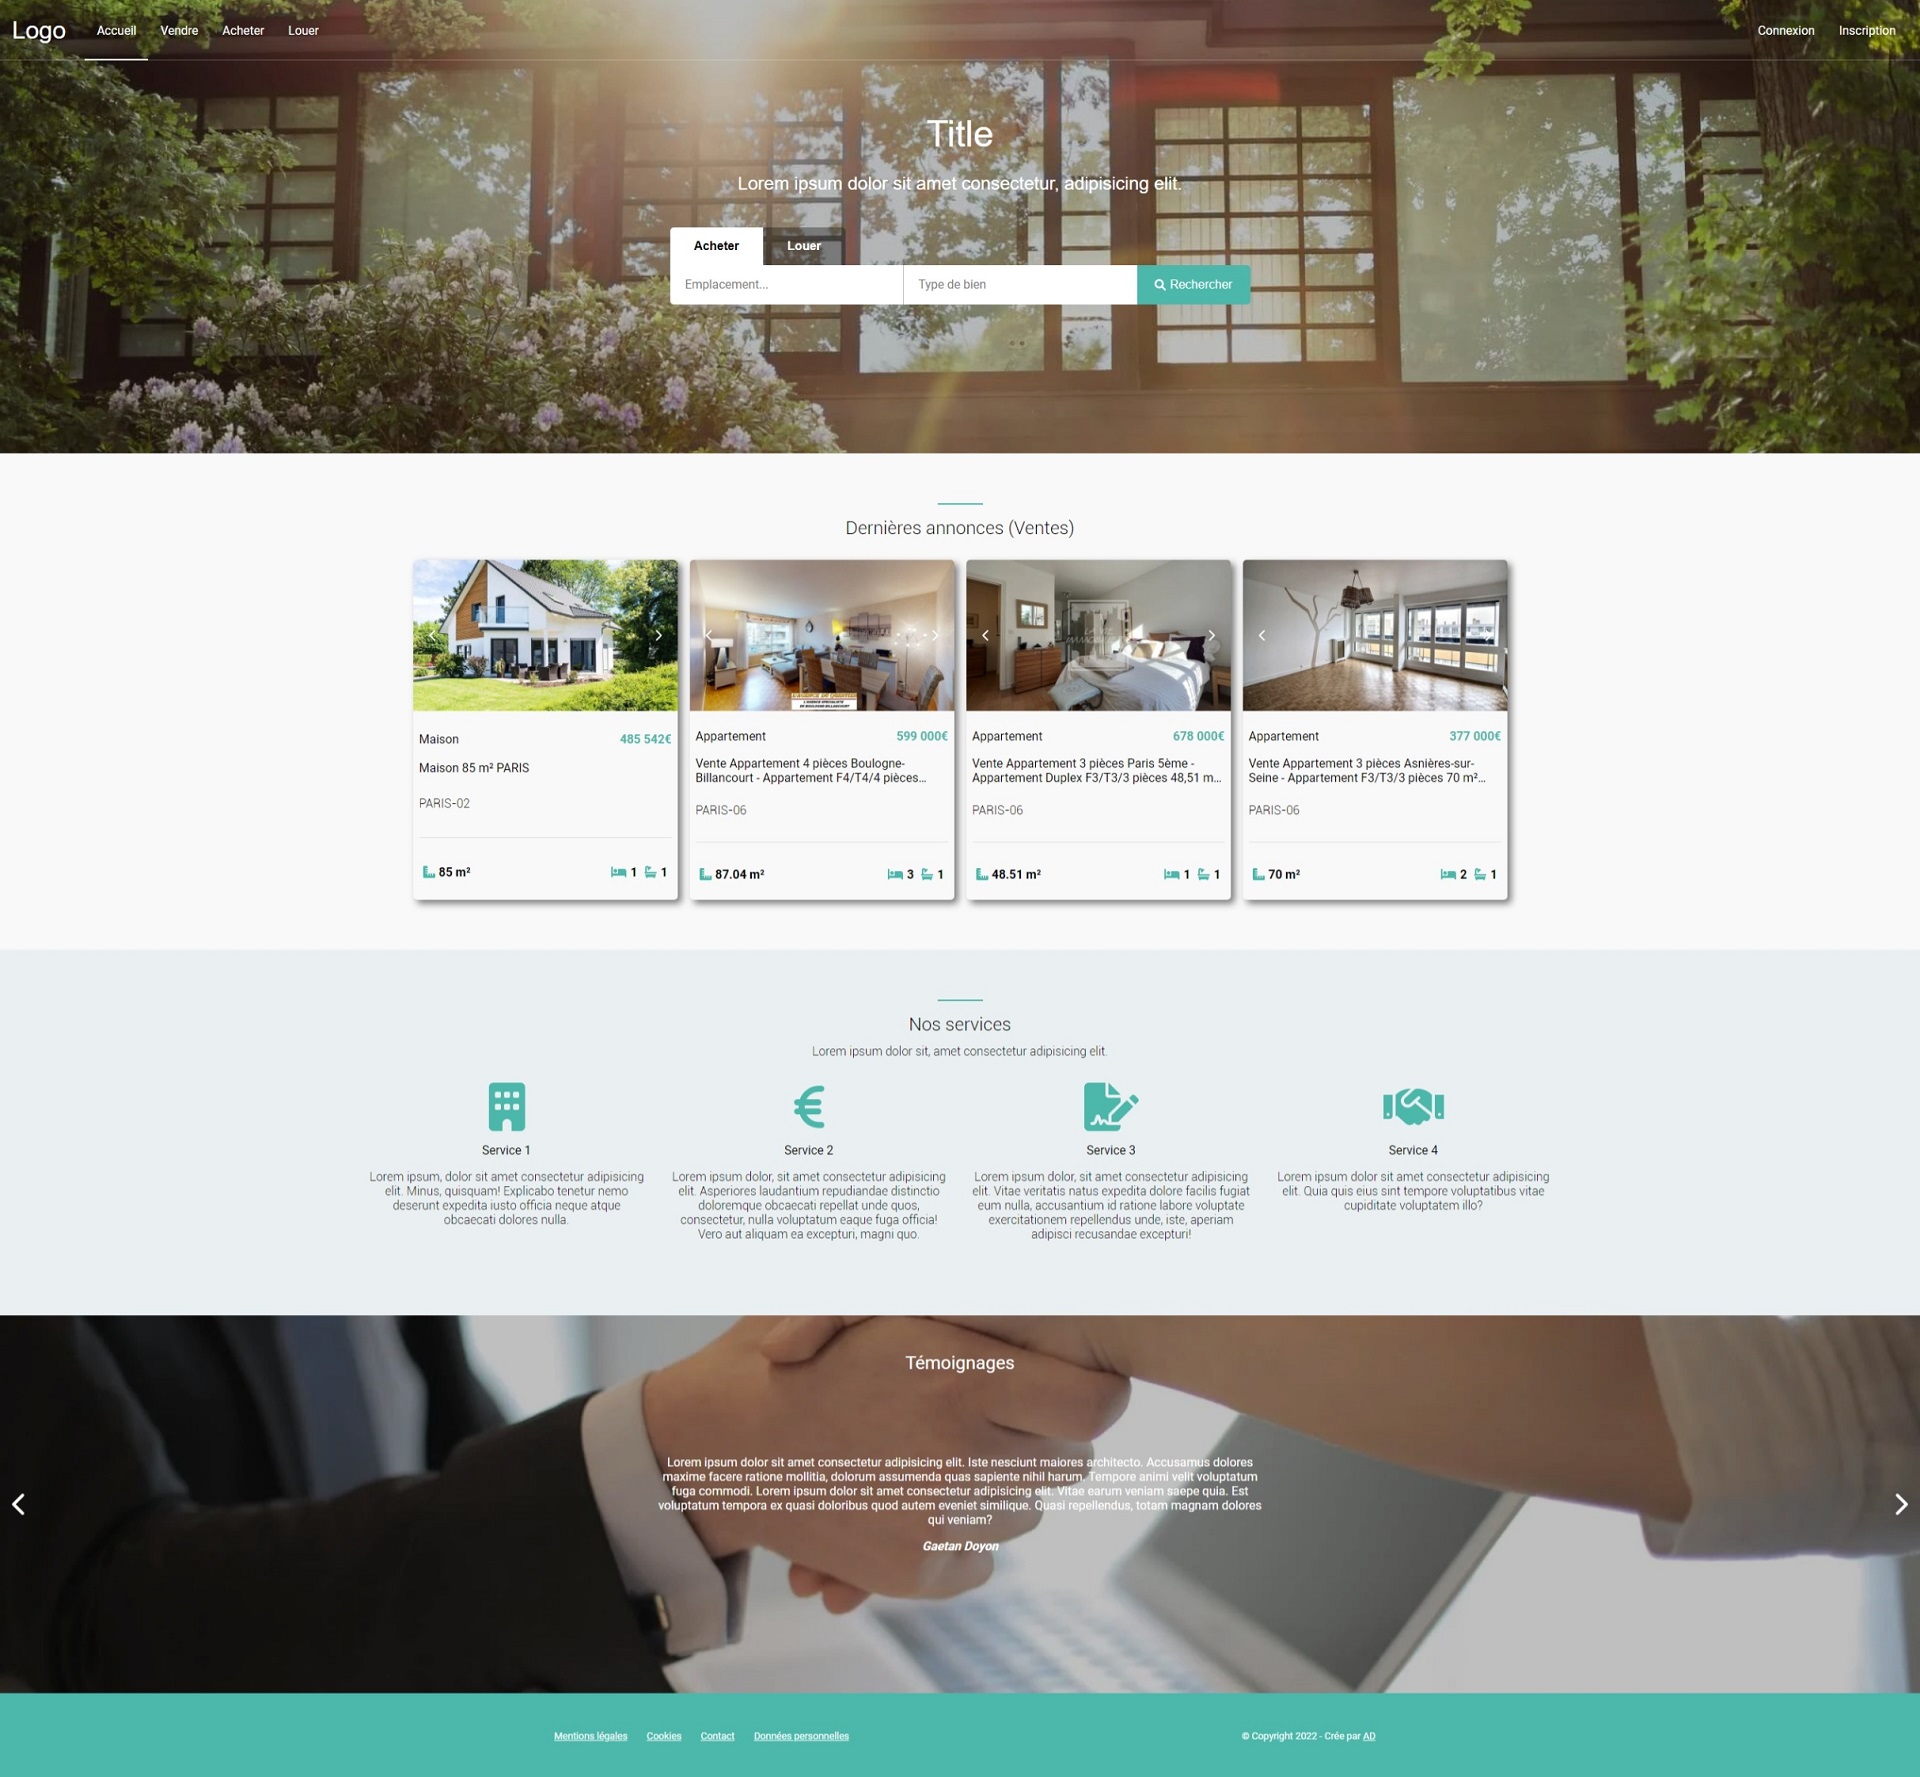 Logo
Accueil
Vendre
Acheter
Louer
Connexion
Inscription
Title
Lorem ipsum dolor sit amet consectetur, adipisicing elit.
Acheter
Louer
Emplacement...
Type de bien
Rechercher
Dernières annonces (Ventes)
Maison
485 542€
Maison 85 m² PARIS
PARIS-02
85 m²
1
1
Appartement
599 000€
Vente Appartement 4 pièces Boulogne-
Billancourt - Appartement F4/T4/4 pièces...
PARIS-06
87.04 m²
3
1
Appartement
678 000€
Vente Appartement 3 pièces Paris 5ème -
Appartement Duplex F3/T3/3 pièces 48,51 m...
PARIS-06
48.51 m²
1
1
Appartement
377 000€
Vente Appartement 3 pièces Asnières-sur-
Seine - Appartement F3/T3/3 pièces 70 m²...
PARIS-06
70 m²
2
1
Nos services
Lorem ipsum dolor sit, amet consectetur adipisicing elit.
Service 1
Lorem ipsum, dolor sit amet consectetur adipisicing
elit. Minus, quisquam! Explicabo tenetur nemo
deserunt expedita iusto officia neque atque
obcaecati dolores nulla.
Service 2
Lorem ipsum dolor, sit amet consectetur adipisicing
elit. Asperiores laudantium repudiandae distinctio
doloremque obcaecati repellat unde quos,
consectetur, nulla voluptatum eaque fuga officia!
Vero aut aliquam ea excepturi, magni quo.
Service 3
Lorem ipsum dolor, sit amet consectetur adipisicing
elit. Vitae veritatis natus expedita dolore facilis fugiat
eum nulla, accusantium id ratione labore voluptate
exercitationem repellendus unde, iste, aperiam
adipisci recusandae excepturi!
Service 4
Lorem ipsum dolor sit amet consectetur adipisicing
elit. Quia quis eius sint tempore voluptatibus vitae
cupiditate voluptatem illo?
Témoignages
Lorem ipsum dolor sit amet consectetur adipisicing elit. Iste nesciunt maiores architecto. Accusamus dolores
maxime facere ratione mollitia, dolorum assumenda quas sapiente nihil harum. Tempore animi velit voluptatum
fuga commodi. Lorem ipsum dolor sit amet consectetur adipisicing elit. Vitae earum veniam saepe quia. Est
voluptatum tempora ex quasi doloribus quod autem eveniet similique. Quasi repellendus, totam magnam dolores
qui veniam?
Gaetan Doyon
Mentions légales
Cookies
Contact
Données personnelles
© Copyright 2022 - Crée par AD